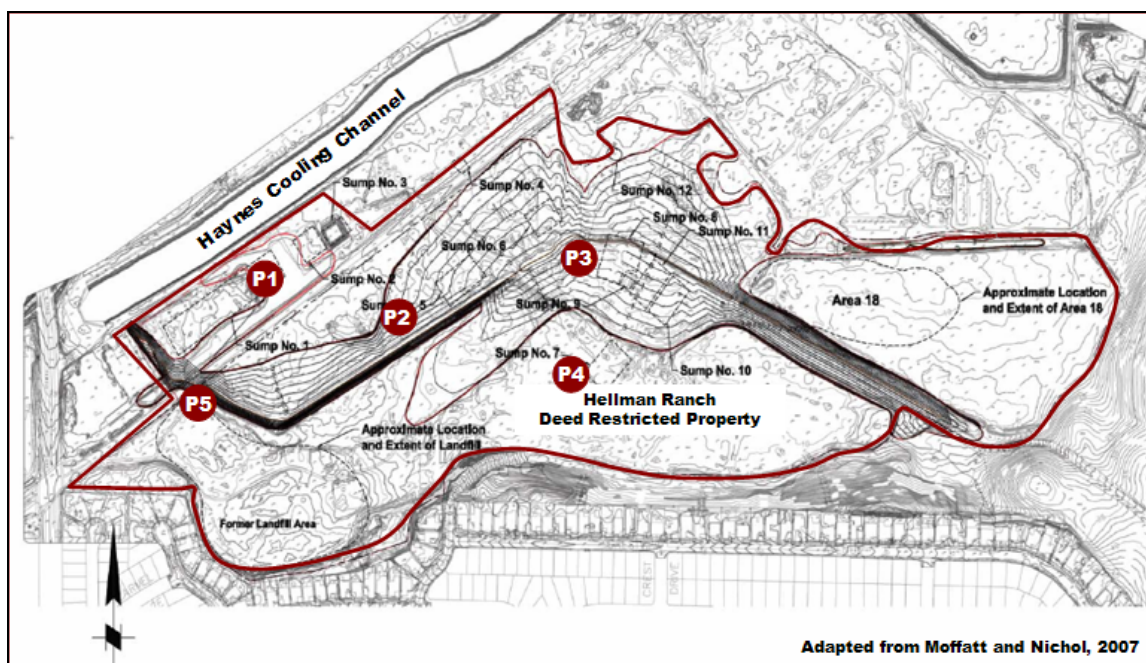 Haynes Cooling Channel
Sump No. 3
Sump No. 4
Sump No. 12
Sump No. 8
Sump No. 11
Sump No. 6
P3
P1
Sump No. 2
Area 18
Approximate Location
and Extent of Area 18
P2
5
Sump No. 9
Sump No. 1
Sump No. 7
P4
Sump No. 10
P5
Hellman Ranch
Deed Restricted Property
Approximate Location
and Extent of Landfill
Former Landfill Area
CREST
DRIVE
Adapted from Moffatt and Nichol, 2007